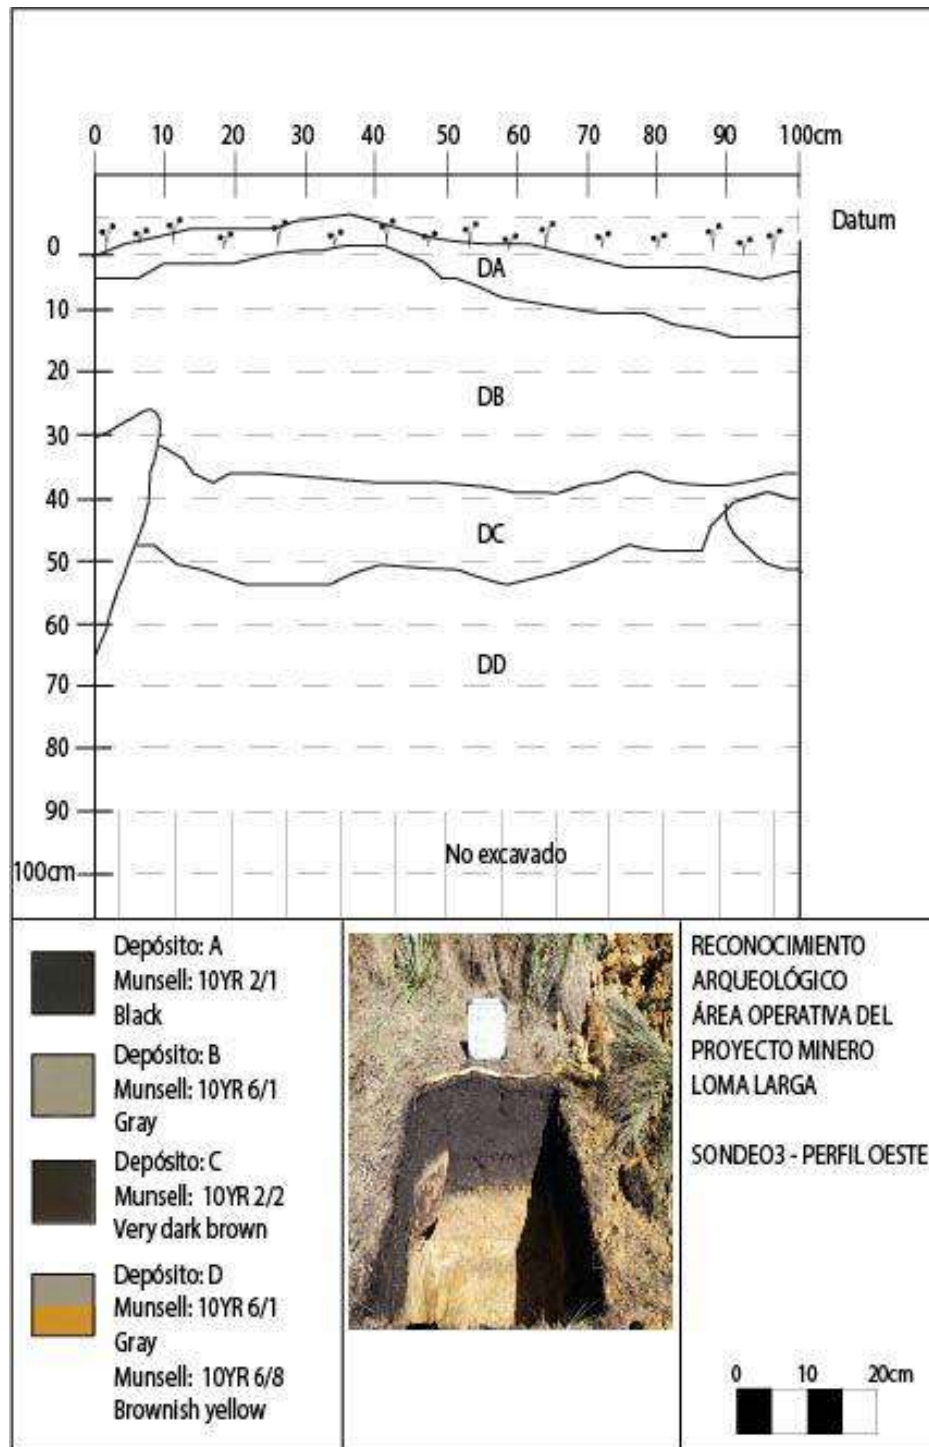 0 10 20 30 40 50 60 70 80 90 100cm
Datum
0
DA
10
20
DB
30
40
DC
50
60
DD
70
80
90
No excavado
100cm
Depósito: A
Munsell: 10YR 2/1
Black
Depósito: B
Munsell: 10YR 6/1
Gray
Depósito: C
Munsell: 10YR 2/2
Very dark brown
Depósito: D
Munsell: 10YR 6/1
Gray
Munsell: 10YR 6/8
Brownish yellow
RECONOCIMIENTO
ARQUEOLÓGICO
ÁREA OPERATIVA DEL
PROYECTO MINERO
LOMA LARGA
SONDEO3 - PERFIL OESTE
0 10 20cm